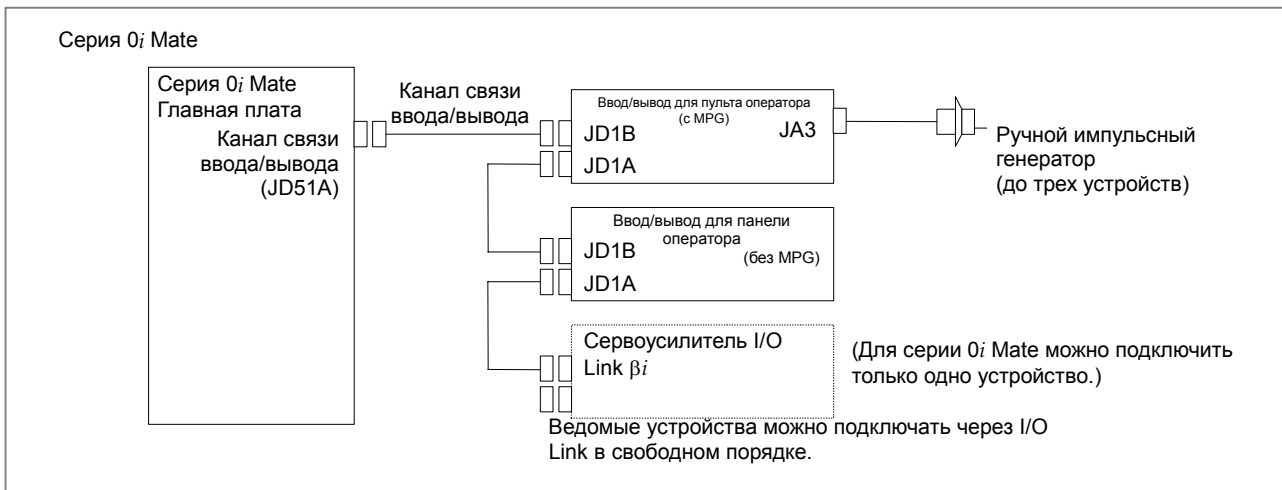 Серия 0i Mate
Серия 0i Mate
Главная плата
Канал связи
ввода/вывода
(JD51A)
Канал связи
ввода/вывода
Ввод/вывод для пульта оператора
(с MPG)
JD1B
JA3
JD1A
Ручной импульсный
генератор
(до трех устройств)
Ввод/вывод для панели
оператора
JD1B
(без MPG)
JD1A
Сервоусилитель I/O
Link βi
(Для серии 0i Mate можно подключить
только одно устройство.)
Ведомые устройства можно подключать через I/O
Link в свободном порядке.